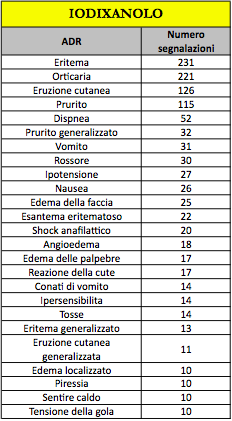 IODIXANOLO
ADR Numero segnalazioni
Eritema 231
Orticaria 221
Eruzione cutanea 126
Prurito 115
Dispnea 52
Prurito generalizzato 32
Vomito 31
Rossore 30
Ipotensione 27
Nausea 26
Edema della faccia 25
Esantema eritematoso 22
Shock anafilattico 20
Angioedema 18
Edema delle palpebre 17
Reazione della cute 17
Conati di vomito 14
Ipersensibilita 14
Tosse 14
Eritema generalizzato 13
Eruzione cutanea generalizzata 11
Edema localizzato 10
Piressia 10
Sentire caldo 10
Tensione della gola 10